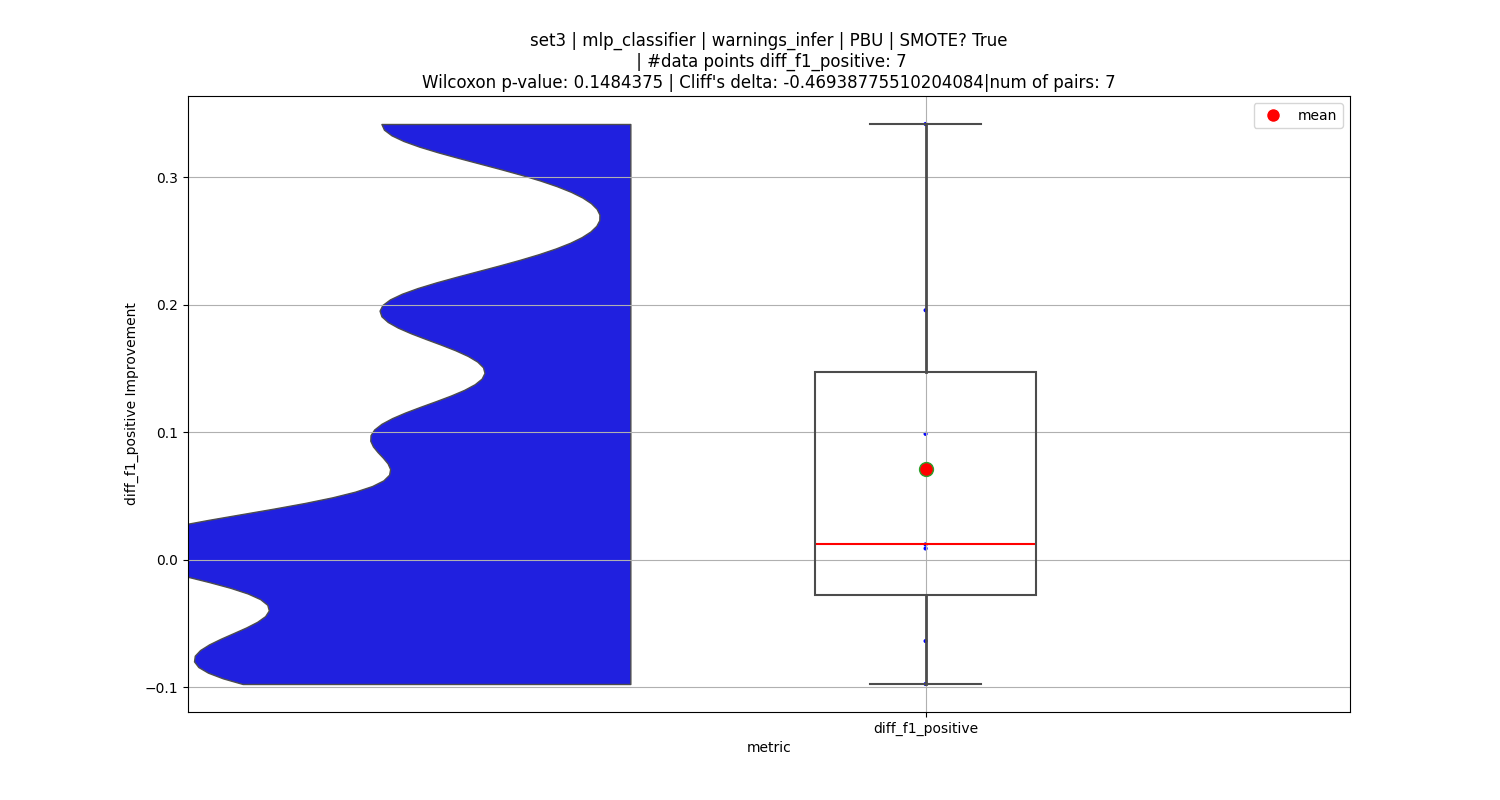 set3 | mlp_classifier | warnings_infer | PBU | SMOTE? True
| #data points diff_f1_positive: 7
Wilcoxon p-value: 0.1484375 | Cliff's delta: -0.46938775510204084|num of pairs: 7
mean
0.3
0.2
0.1
0.0
−0.1
diff_f1_positive Improvement
diff_f1_positive
metric